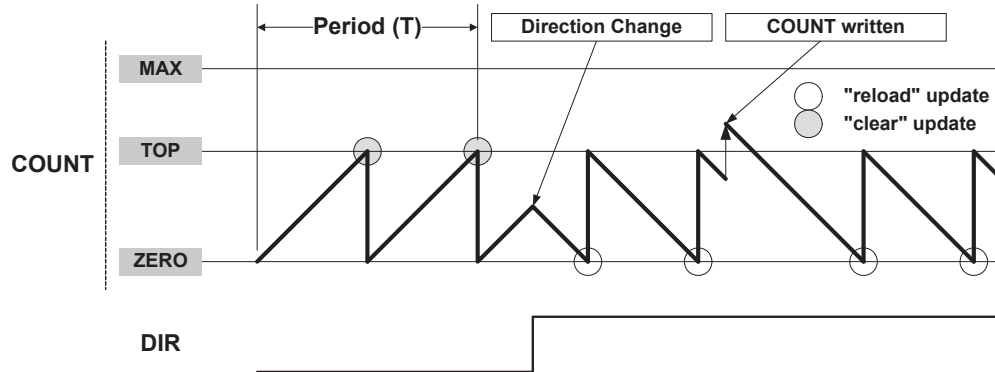 Period (T)
Direction Change
COUNT written
MAX
"reload" update
"clear" update
TOP
COUNT
ZERO
DIR